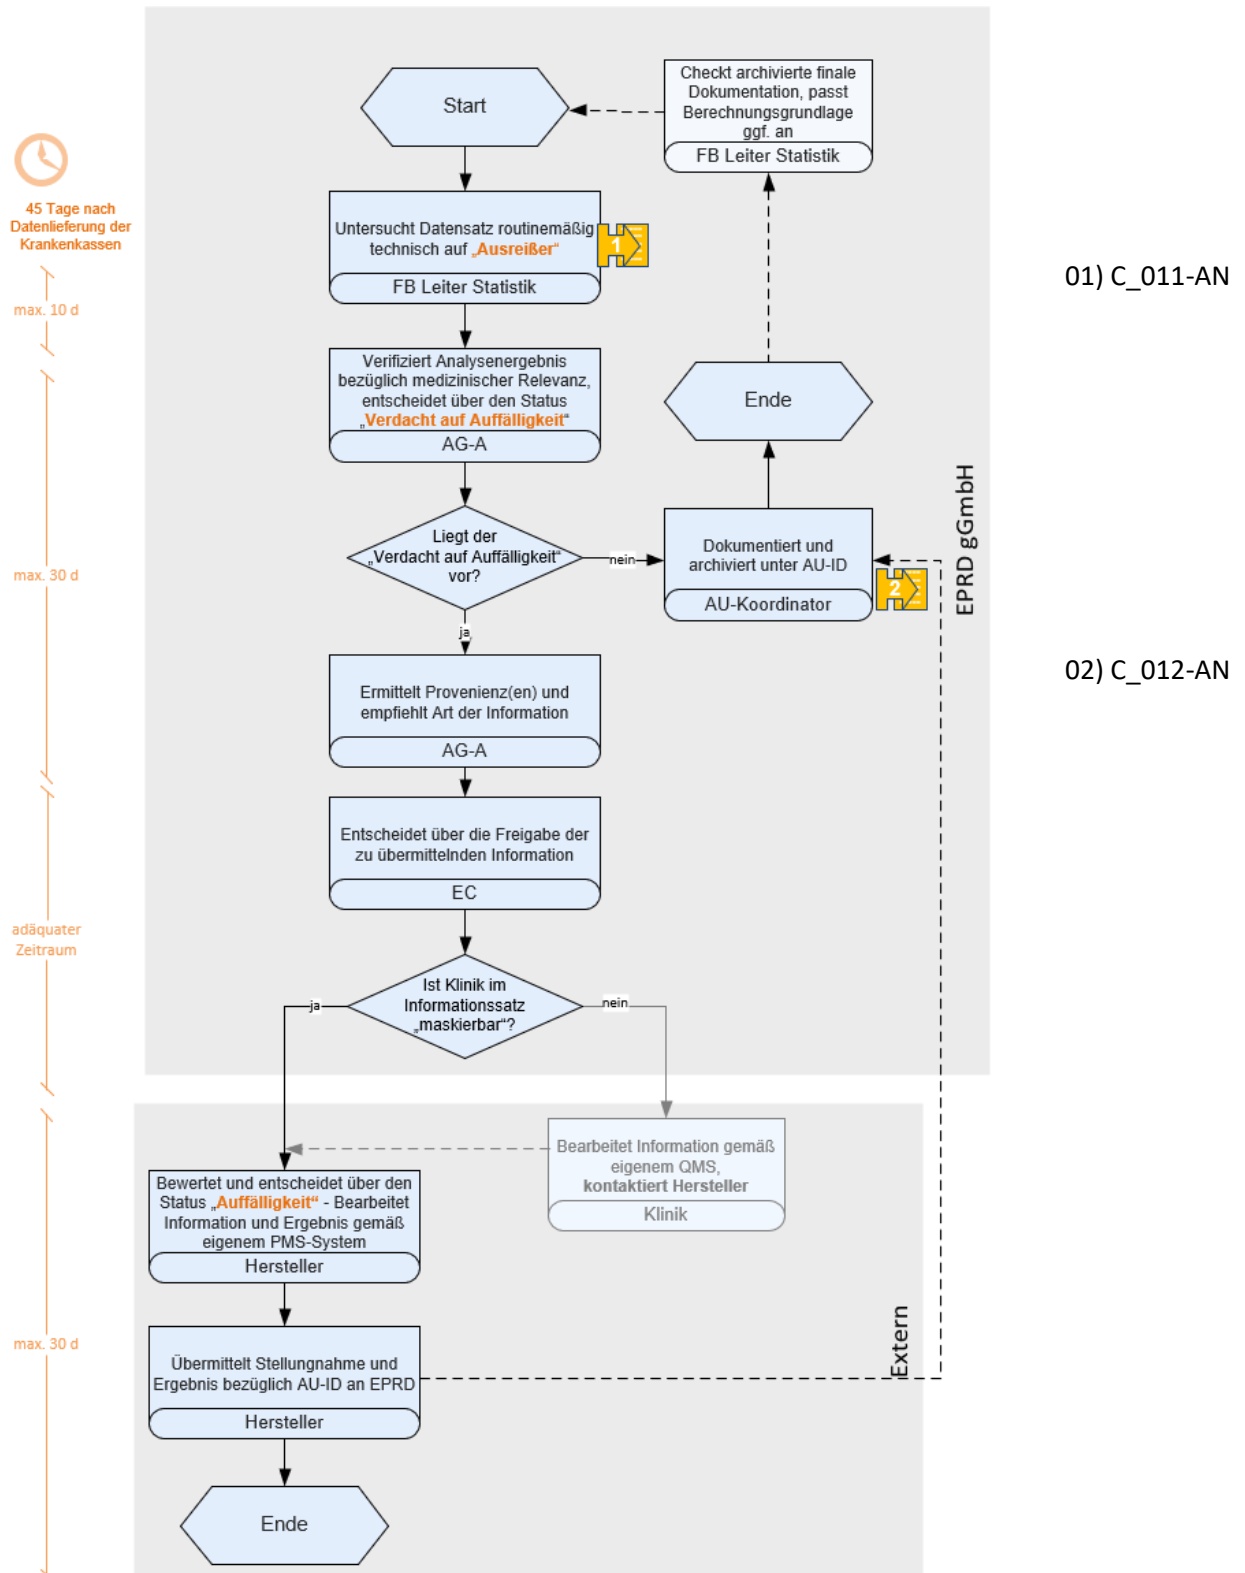 Start
Checkt archivierte finale
Dokumentation, passt
Berechnungsgrundlage
ggf. an
FB Leiter Statistik
45 Tage nach
Datenlieferung der
Krankenkassen
Untersucht Datensatz routinemäßig
technisch auf „Ausreißer“
FB Leiter Statistik
1
01) C_011-AN
max. 10 d
Verifiziert Analysenergebnis
bezüglich medizinischer Relevanz,
entscheidet über den Status
„Verdacht auf Auffälligkeit“
AG-A
Ende
EPRD gGmbH
Liegt der
„Verdacht auf Auffälligkeit“
vor?
nein
Dokumentiert und
archiviert unter AU-ID
AU-Koordinator
2
max. 30 d
ja
02) C_012-AN
Ermittelt Provenienz(en) und
empfiehlt Art der Information
AG-A
Entscheidet über die Freigabe der
zu übermittelnden Information
EC
adäquater
Zeitraum
Ist Klinik im
Informationssatz
„maskierbar“?
ja
nein
Bearbeitet Information gemäß
eigenem QMS,
kontaktiert Hersteller
Klinik
Bewertet und entscheidet über den
Status „Auffälligkeit“ - Bearbeitet
Information und Ergebnis gemäß
eigenem PMS-System
Hersteller
Extern
max. 30 d
Übermittelt Stellungnahme und
Ergebnis bezüglich AU-ID an EPRD
Hersteller
Ende